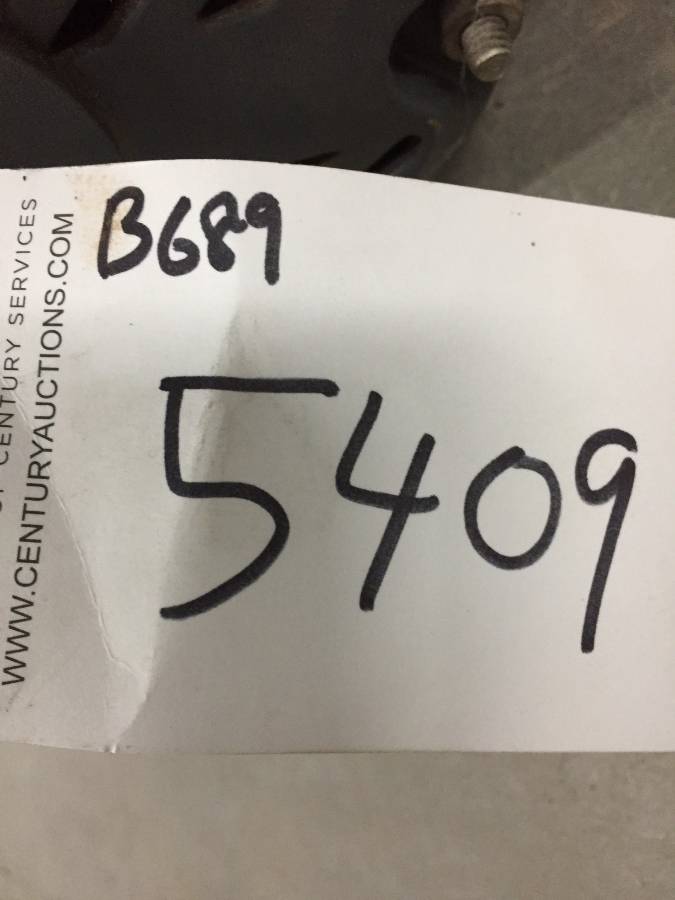 B689
5409
CENTURY SERVICES
WWW.CENTURYAUCTIONS.COM